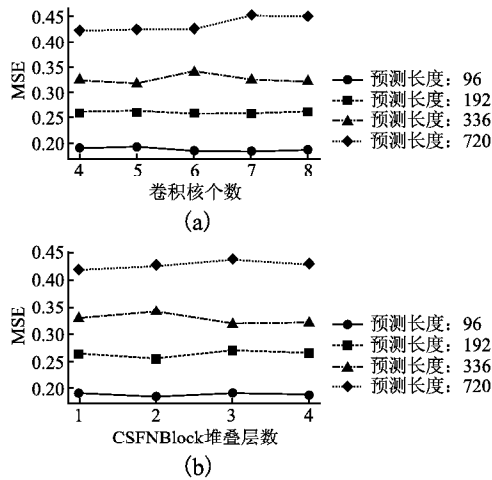 0.45
0.40
0.35
0.30
0.25
0.20
MSE
4 5 6 7 8
卷积核个数
预测长度：96
预测长度：192
预测长度：336
预测长度：720
(a)
0.45
0.40
0.35
0.30
0.25
0.20
MSE
1 2 3 4
CSFNBlock堆叠层数
预测长度：96
预测长度：192
预测长度：336
预测长度：720
(b)